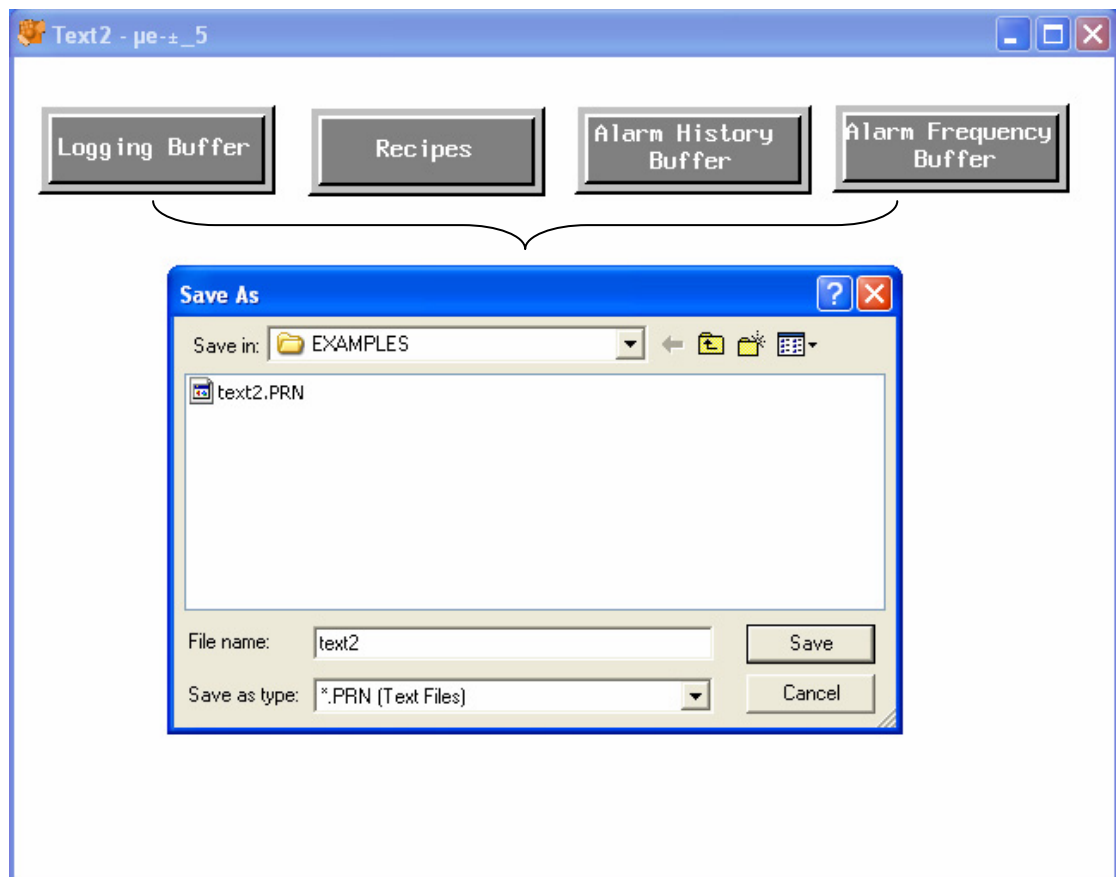 Text2 - µe-±_5
Logging Buffer
Recipes
Alarm History
Buffer
Alarm Frequency
Buffer
Save As
Save in: EXAMPLES
text2.PRN
File name: text2
Save
Save as type: *.PRN (Text Files)
Cancel